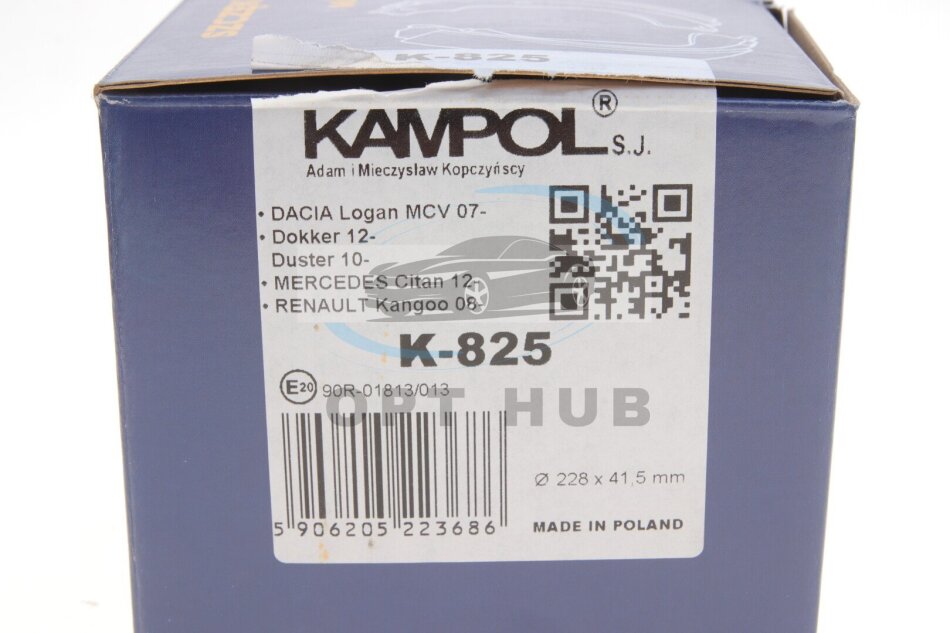 szczęki
K-825
KAMPOL® S.J.
Adam i Mieczysław Kopczyńscy
• DACIA Logan MCV 07-
• Dokker 12-
Duster 10-
• MERCEDES Citan 12-
• RENAULT Kangoo 08-
K-825
E20 90R-01813/013
OPT HUB
Ø 228 x 41,5 mm
5 906205 223686
MADE IN POLAND